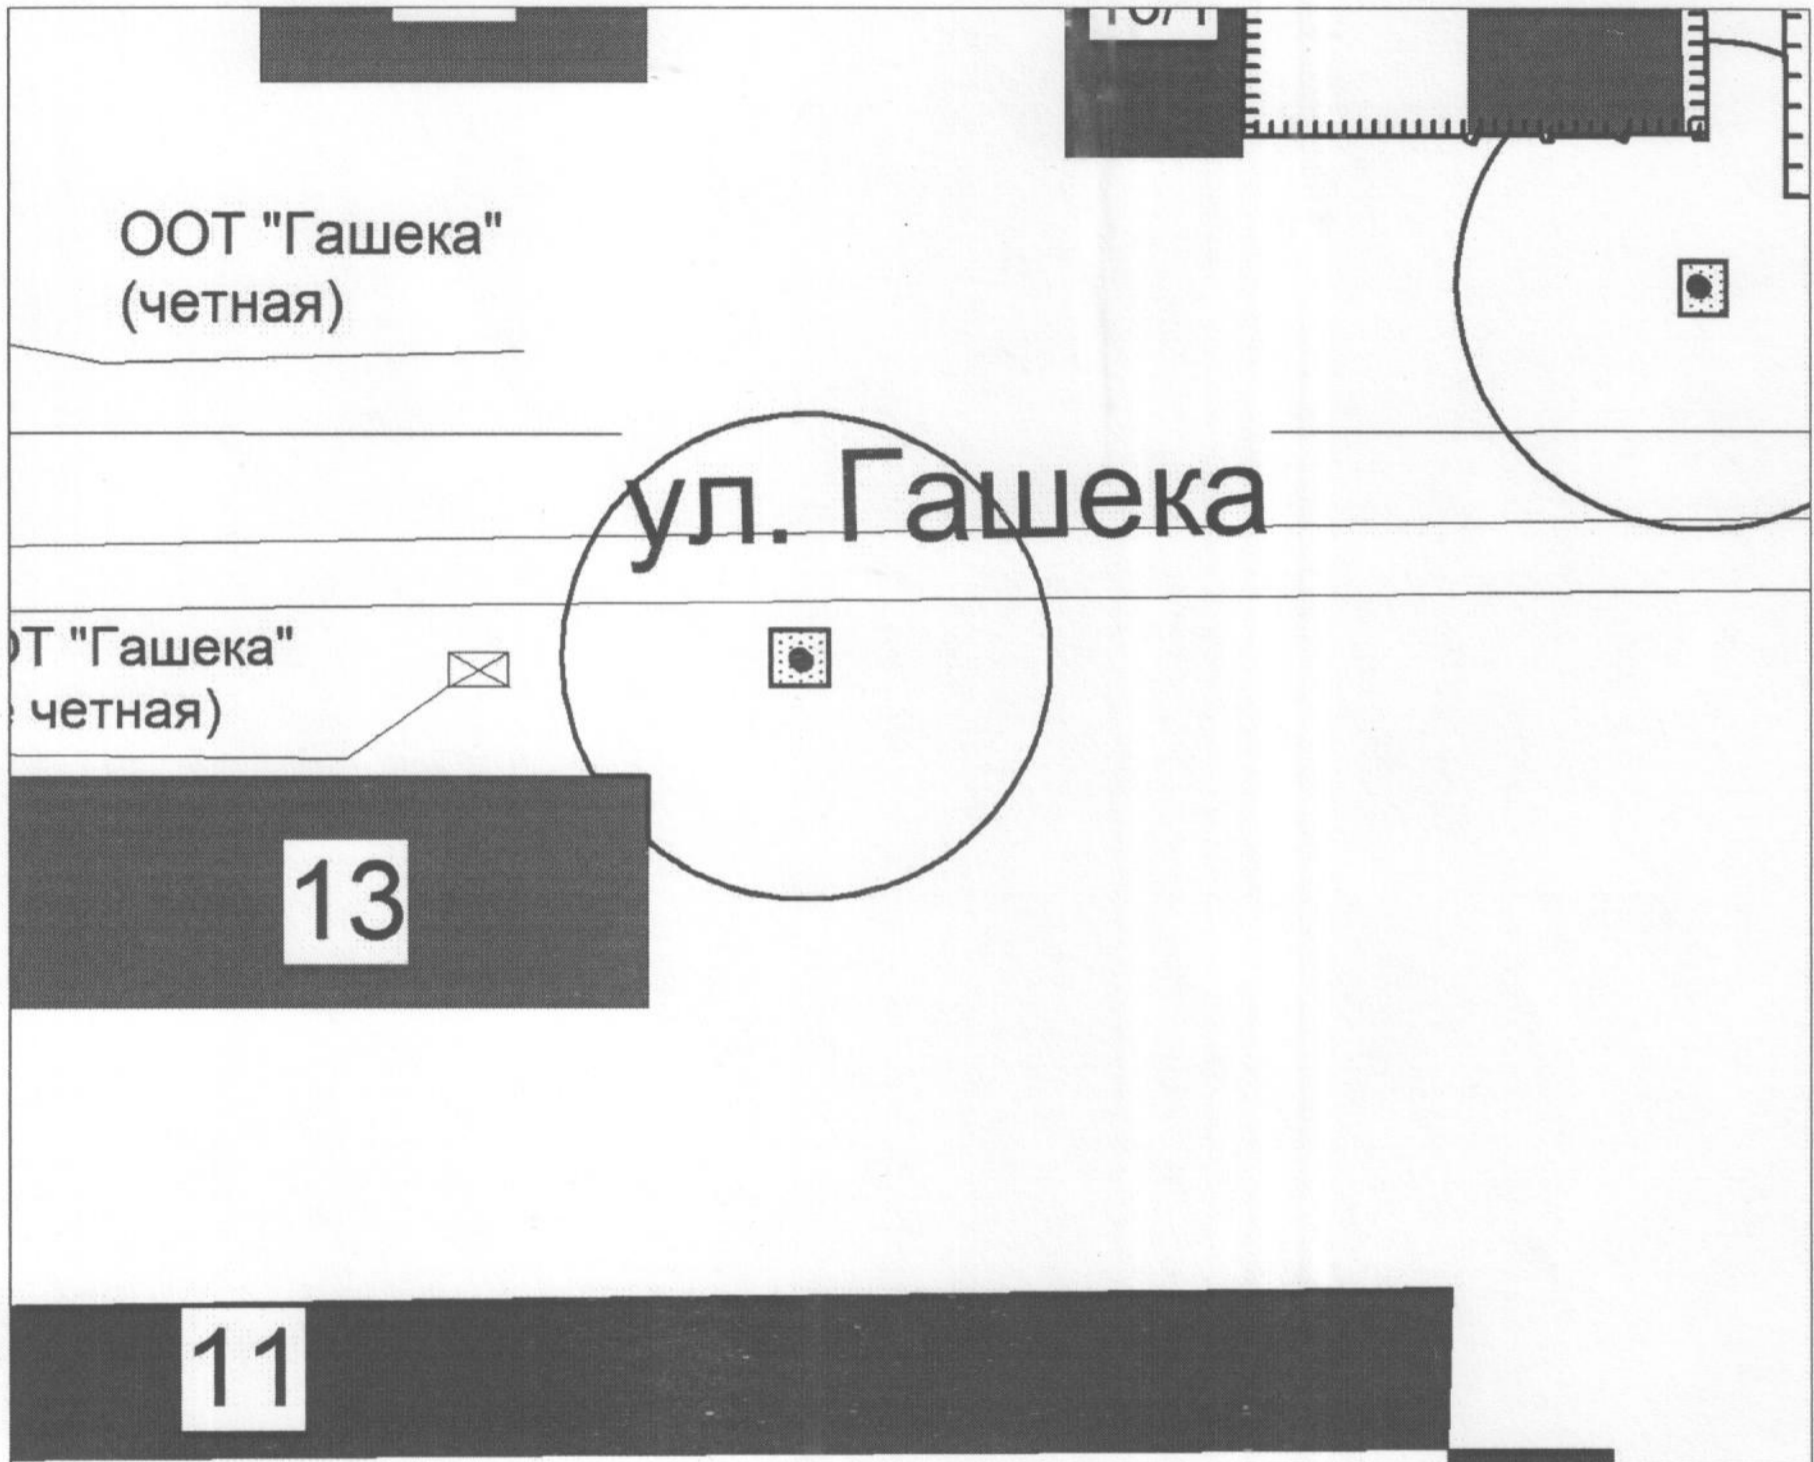 ООТ "Гашека"
(четная)
ул. Гашека
"Гашека"
четная)
13
11